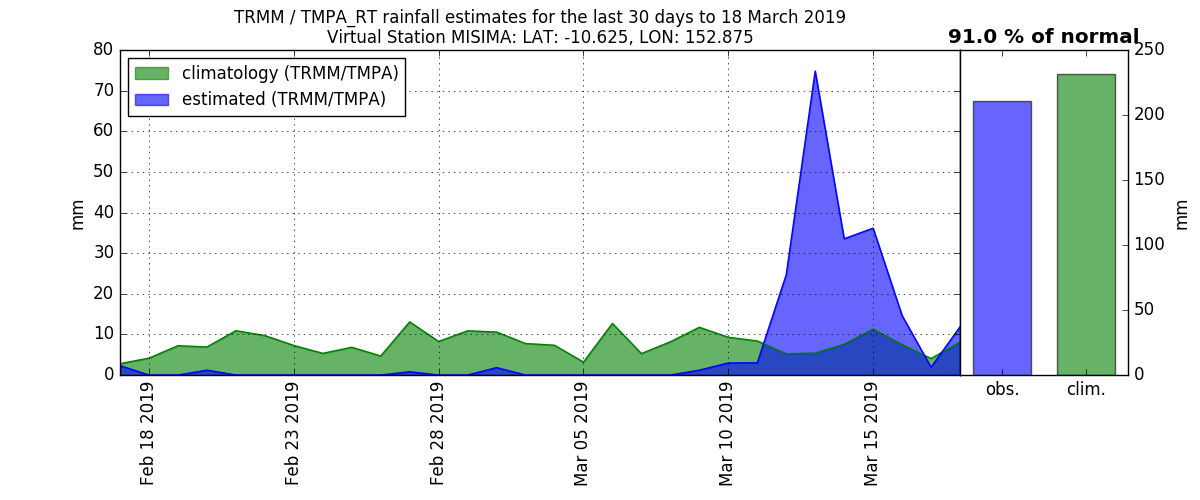 TRMM / TMPA_RT rainfall estimates for the last 30 days to 18 March 2019
Virtual Station MISIMA: LAT: -10.625, LON: 152.875
91.0 % of normal
climatology (TRMM/TMPA)
estimated (TRMM/TMPA)
mm
80
70
60
50
40
30
20
10
0
Feb 18 2019
Feb 23 2019
Feb 28 2019
Mar 05 2019
Mar 10 2019
Mar 15 2019
obs.
clim.
250
200
150
100
50
0
mm